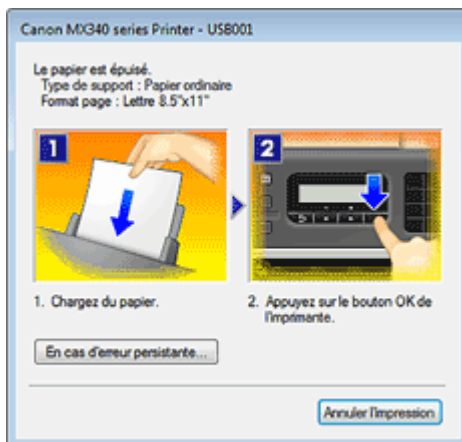 Canon MX340 series Printer - USB001
Le papier est épuisé.
Type de support : Papier ordinaire
Format page : Lettre 8.5"x11"
1
2
1. Chargez du papier.
2. Appuyez sur le bouton OK de
l'imprimante.
En cas d'erreur persistante...
Annuler l'impression